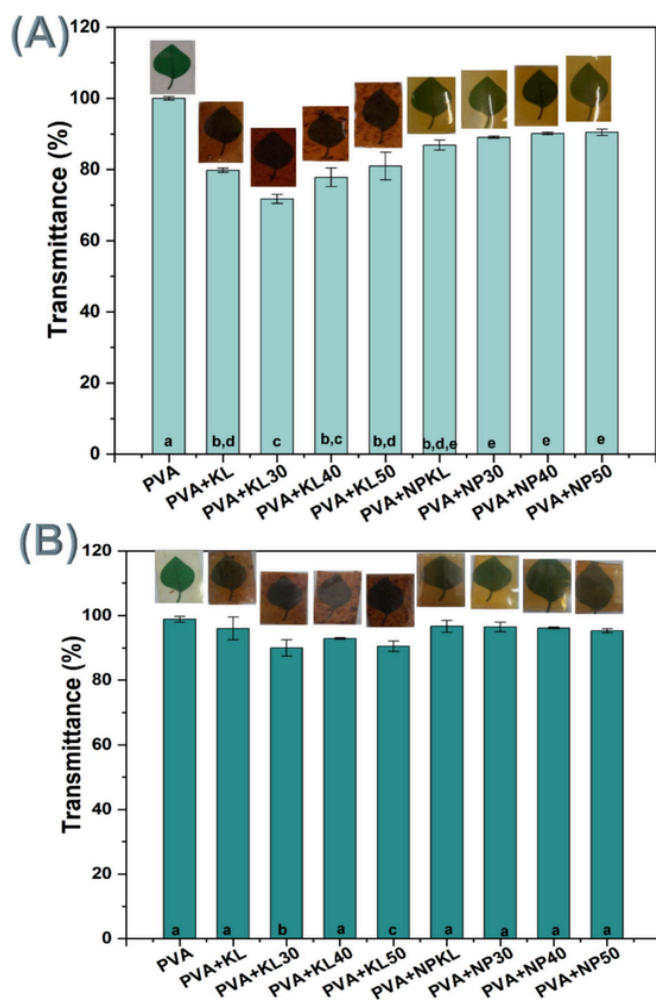 (A)
120
100
80
60
40
20
0
Transmittance (%)
a
b,d
c
b,c
b,d
b,d,e
e
e
e
PVA
PVA+KL
PVA+KL30
PVA+KL40
PVA+KL50
PVA+NPKL
PVA+NP30
PVA+NP40
PVA+NP50
(B)
120
100
80
60
40
20
0
Transmittance (%)
a
a
b
a
c
a
a
a
a
PVA
PVA+KL
PVA+KL30
PVA+KL40
PVA+KL50
PVA+NPKL
PVA+NP30
PVA+NP40
PVA+NP50